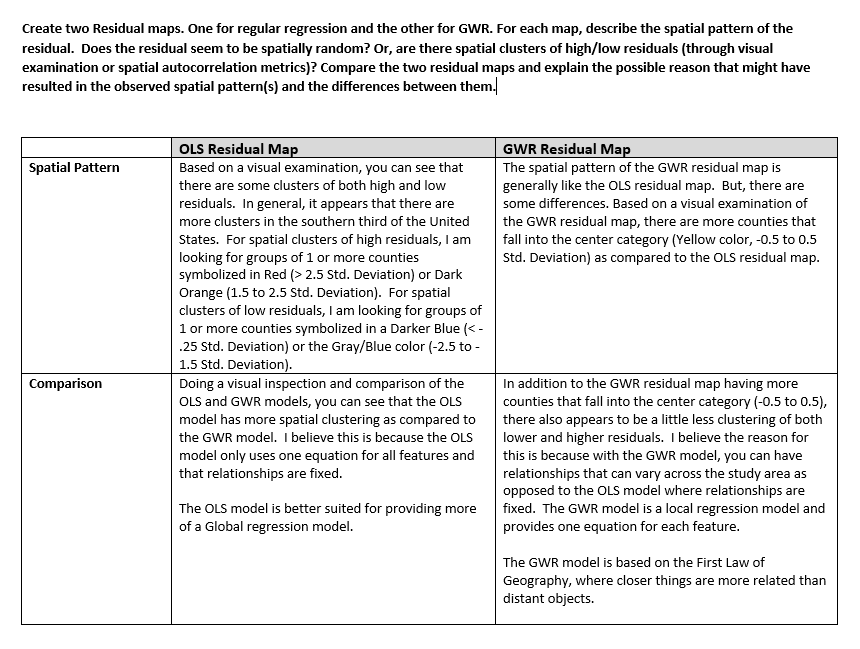 Create two Residual maps. One for regular regression and the other for GWR. For each map, describe the spatial pattern of the
residual.  Does the residual seem to be spatially random? Or, are there spatial clusters of high/low residuals (through visual
examination or spatial autocorrelation metrics)? Compare the two residual maps and explain the possible reason that might have
resulted in the observed spatial pattern(s) and the differences between them.
OLS Residual Map
GWR Residual Map
Spatial Pattern
Based on a visual examination, you can see that
there are some clusters of both high and low
residuals.  In general, it appears that there are
more clusters in the southern third of the United
States.  For spatial clusters of high residuals, I am
looking for groups of 1 or more counties
symbolized in Red (> 2.5 Std. Deviation) or Dark
Orange (1.5 to 2.5 Std. Deviation).  For spatial
clusters of low residuals, I am looking for groups of
1 or more counties symbolized in a Darker Blue (< -
.25 Std. Deviation) or the Gray/Blue color (-2.5 to -
1.5 Std. Deviation).
The spatial pattern of the GWR residual map is
generally like the OLS residual map.  But, there are
some differences. Based on a visual examination of
the GWR residual map, there are more counties that
fall into the center category (Yellow color, -0.5 to 0.5
Std. Deviation) as compared to the OLS residual map.
Comparison
Doing a visual inspection and comparison of the
OLS and GWR models, you can see that the OLS
model has more spatial clustering as compared to
the GWR model.  I believe this is because the OLS
model only uses one equation for all features and
that relationships are fixed.
The OLS model is better suited for providing more
of a Global regression model.
In addition to the GWR residual map having more
counties that fall into the center category (-0.5 to 0.5),
there also appears to be a little less clustering of both
lower and higher residuals.  I believe the reason for
this is because with the GWR model, you can have
relationships that can vary across the study area as
opposed to the OLS model where relationships are
fixed.  The GWR model is a local regression model and
provides one equation for each feature.
The GWR model is based on the First Law of
Geography, where closer things are more related than
distant objects.